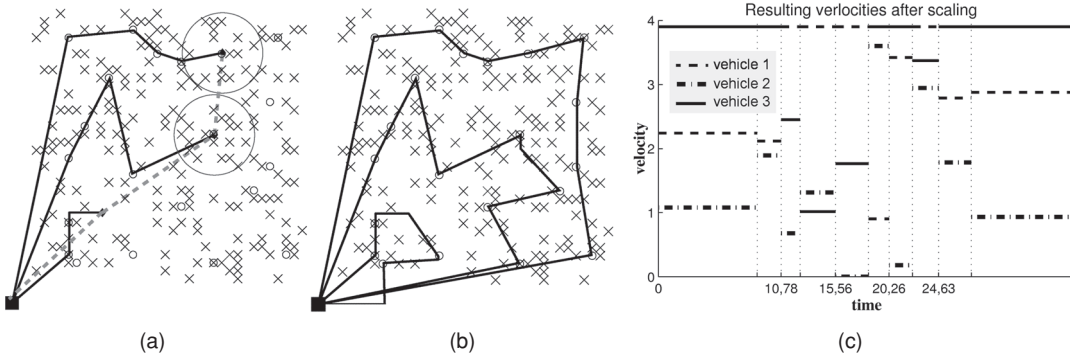 Resulting verlocities after scaling
4
3
2
1
0
velocity
vehicle 1
vehicle 2
vehicle 3
0
10,78
15,56
20,26
24,63
time
(a)
(b)
(c)